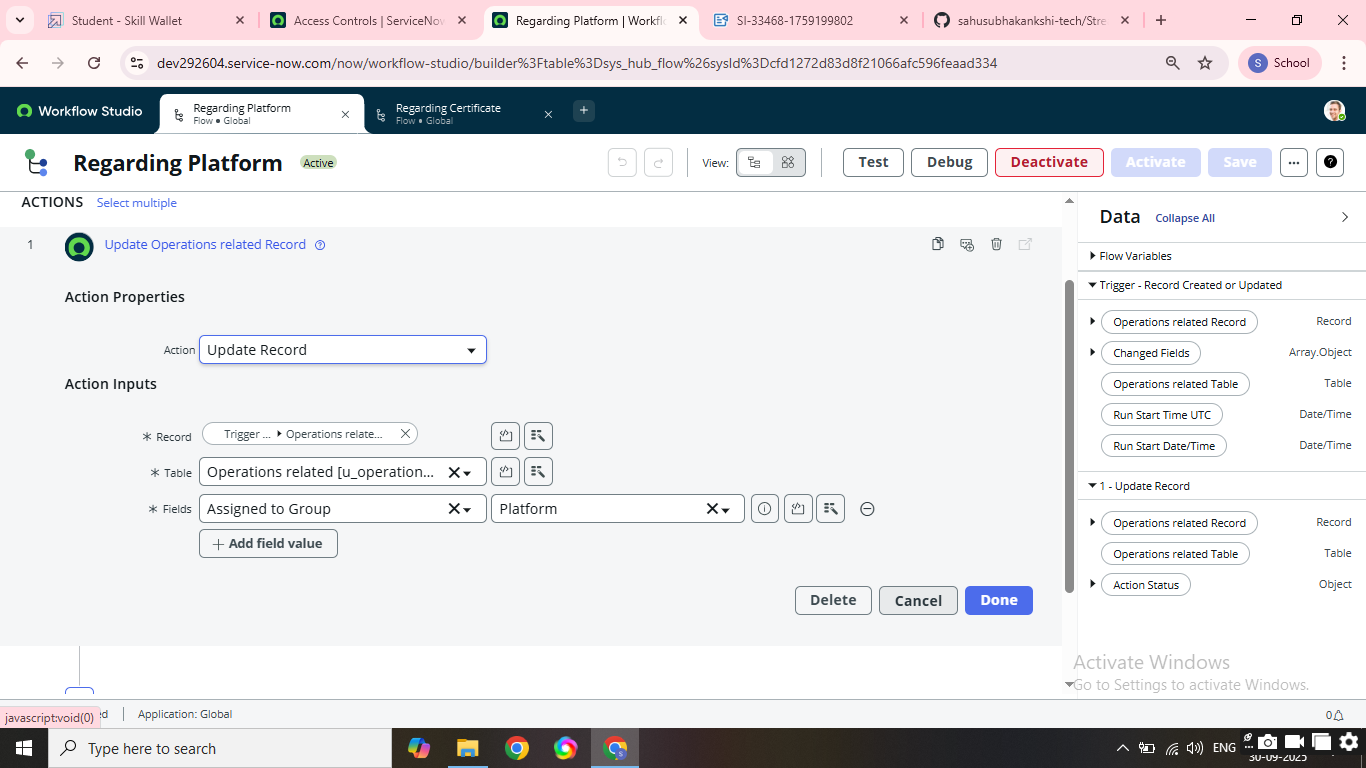 Student - Skill Wallet
Access Controls | ServiceNow
Regarding Platform | Workfl
SI-33468-1759199802
sahusubhakankshi-tech/Stre
dev292604.service-now.com/now/workflow-studio/builder%3Ftable%3Dsys_hub_flow%26sysId%3Dcfd1272d83d8f21066afc596feaad334
S School
Workflow Studio
Regarding Platform
Flow • Global
Regarding Certificate
Flow • Global
Regarding Platform Active
View:
Test Debug Deactivate Activate Save
ACTIONS Select multiple
1 Update Operations related Record
Action Properties
Action Update Record
Action Inputs
* Record Trigger ... Operations relate...
* Table Operations related [u_operation...
* Fields Assigned to Group Platform
+ Add field value
Delete Cancel Done
Data Collapse All
Flow Variables
Trigger - Record Created or Updated
Operations related Record Record
Changed Fields Array.Object
Operations related Table Table
Run Start Time UTC Date/Time
Run Start Date/Time Date/Time
1 - Update Record
Operations related Record Record
Operations related Table Table
Action Status Object
Activate Windows
Go to Settings to activate Windows.
javascript:void(0)
Application: Global
0
Type here to search
ENG
30-09-2025